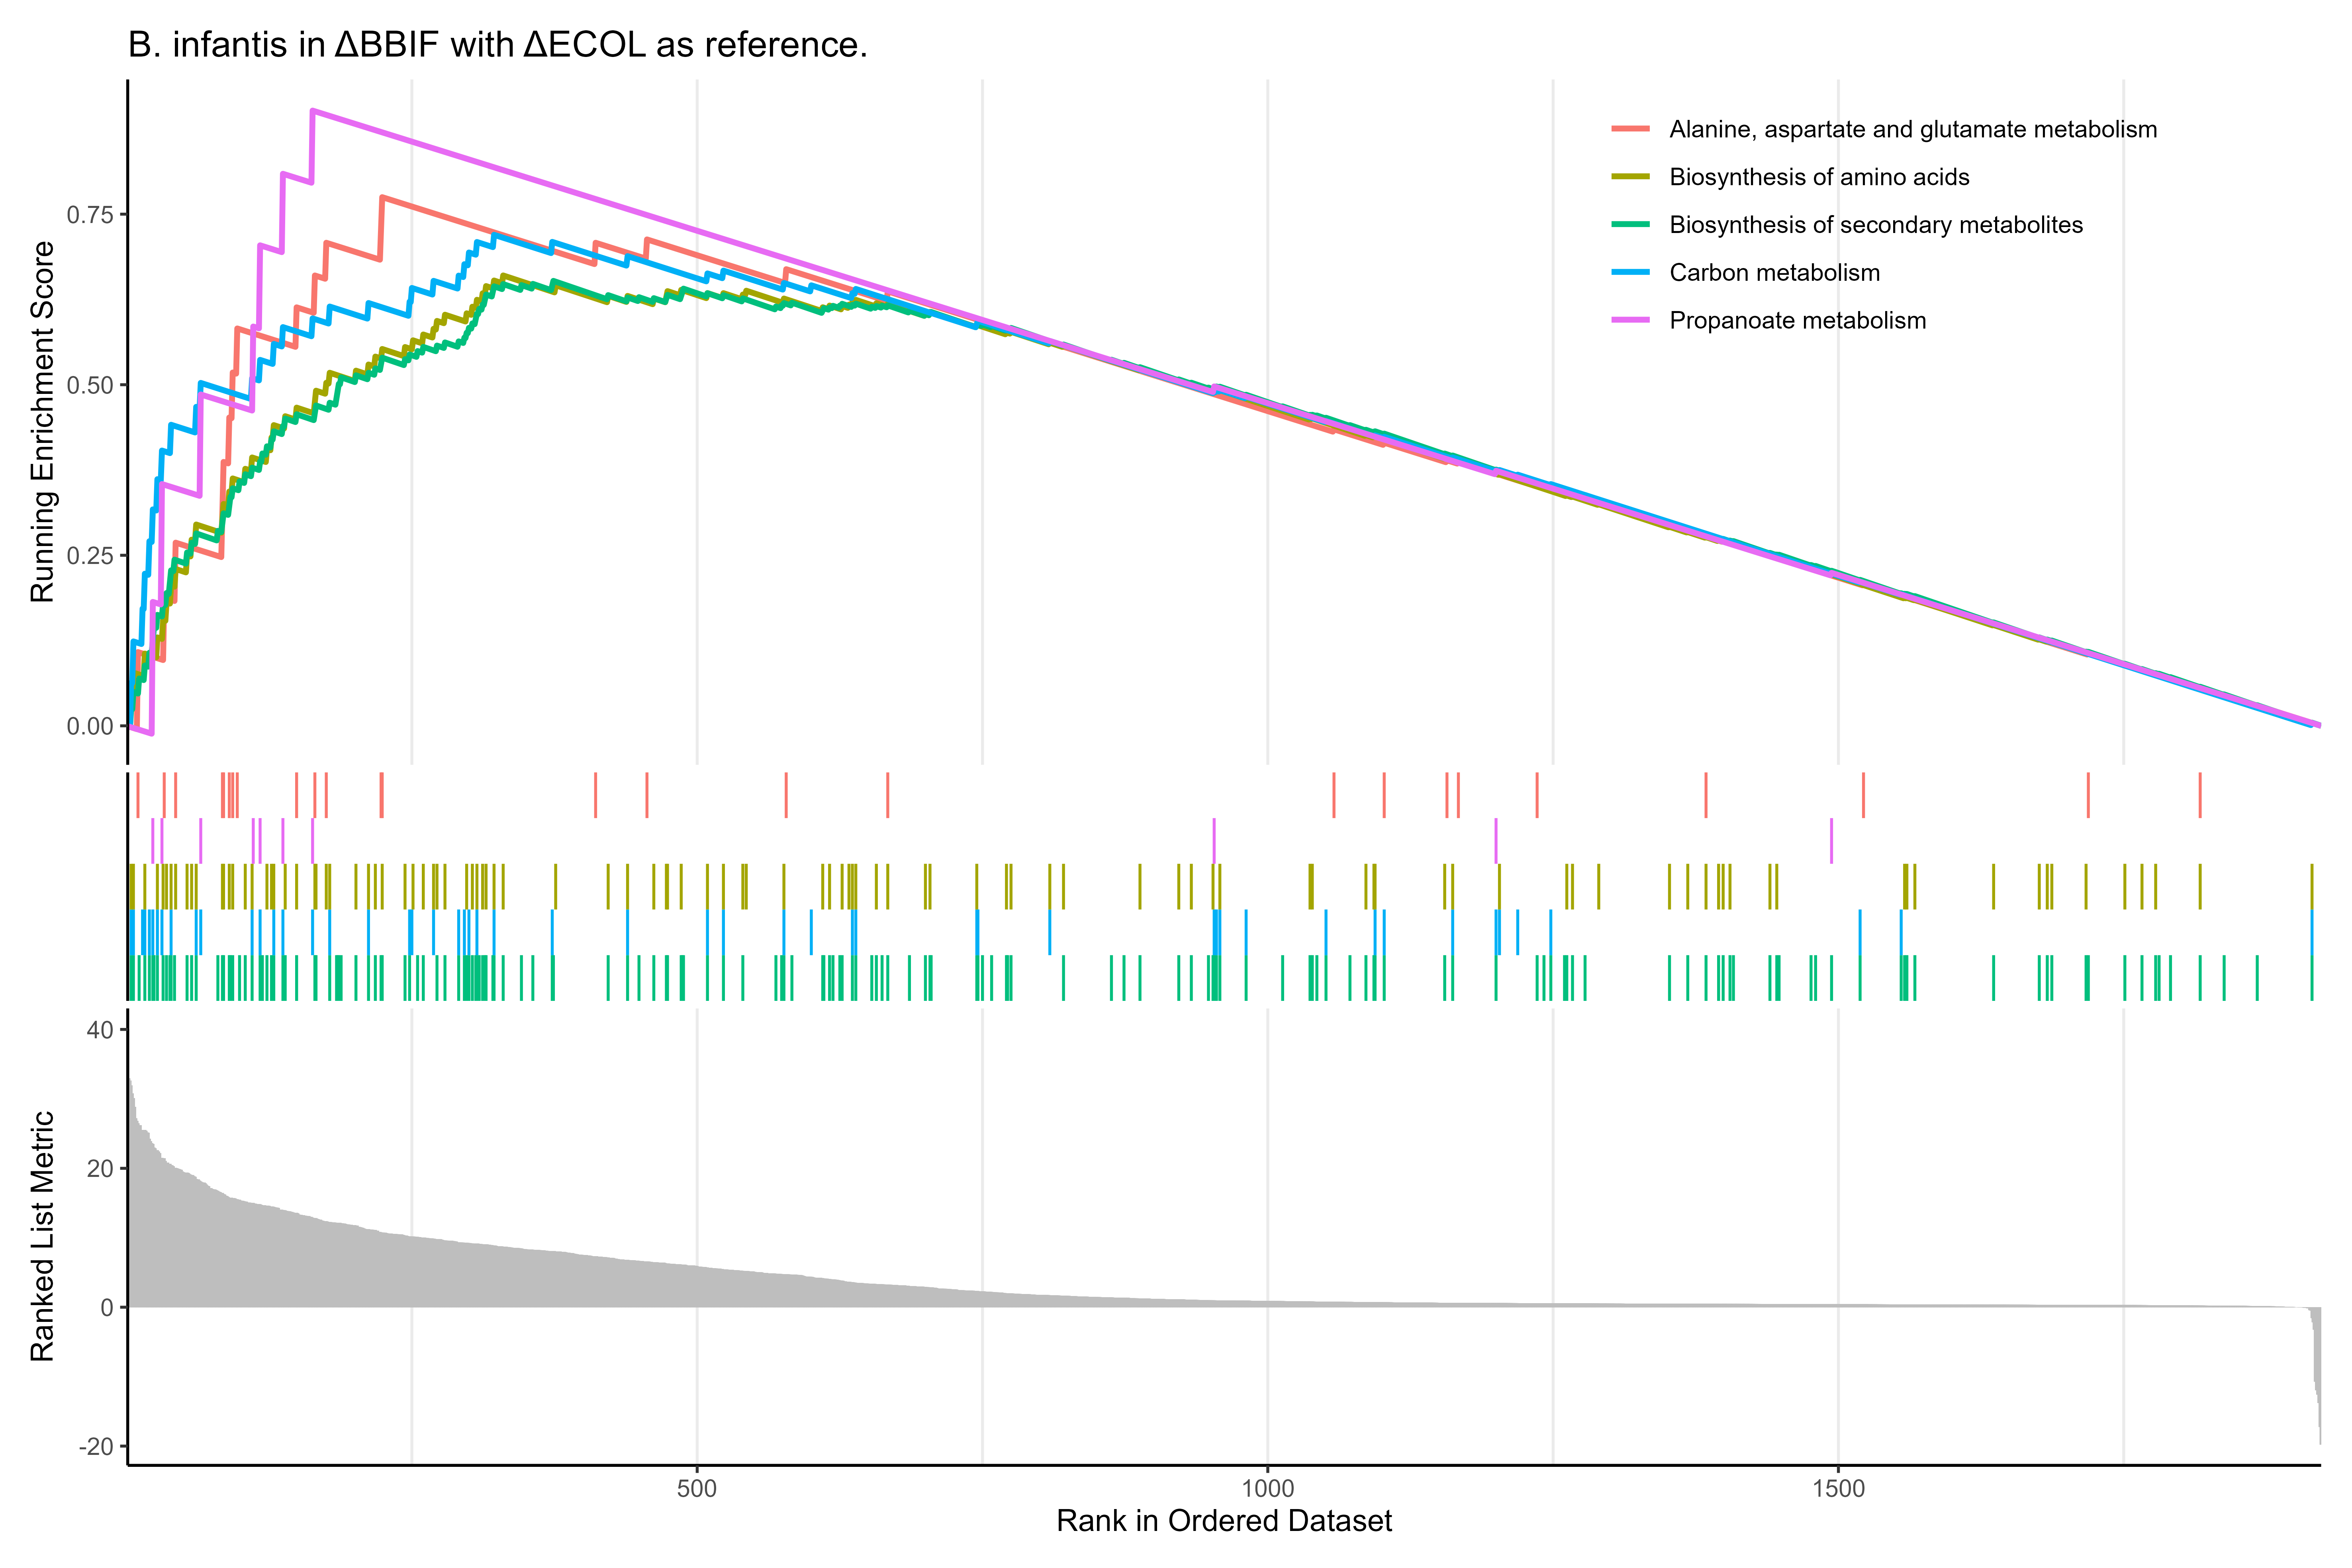 B. infantis in ΔBBIF with ΔECOL as reference.
Running Enrichment Score
0.75
0.50
0.25
0.00
Alanine, aspartate and glutamate metabolism
Biosynthesis of amino acids
Biosynthesis of secondary metabolites
Carbon metabolism
Propanoate metabolism
Ranked List Metric
40
20
0
-20
500
1000
1500
Rank in Ordered Dataset